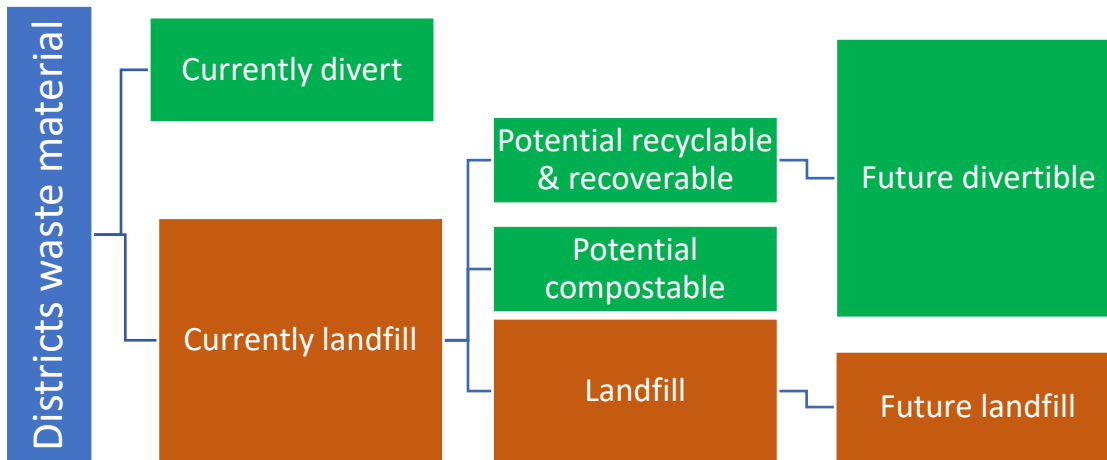 Districts waste material
Currently divert
Currently landfill
Potential recyclable
& recoverable
Potential
compostable
Landfill
Future divertible
Future landfill